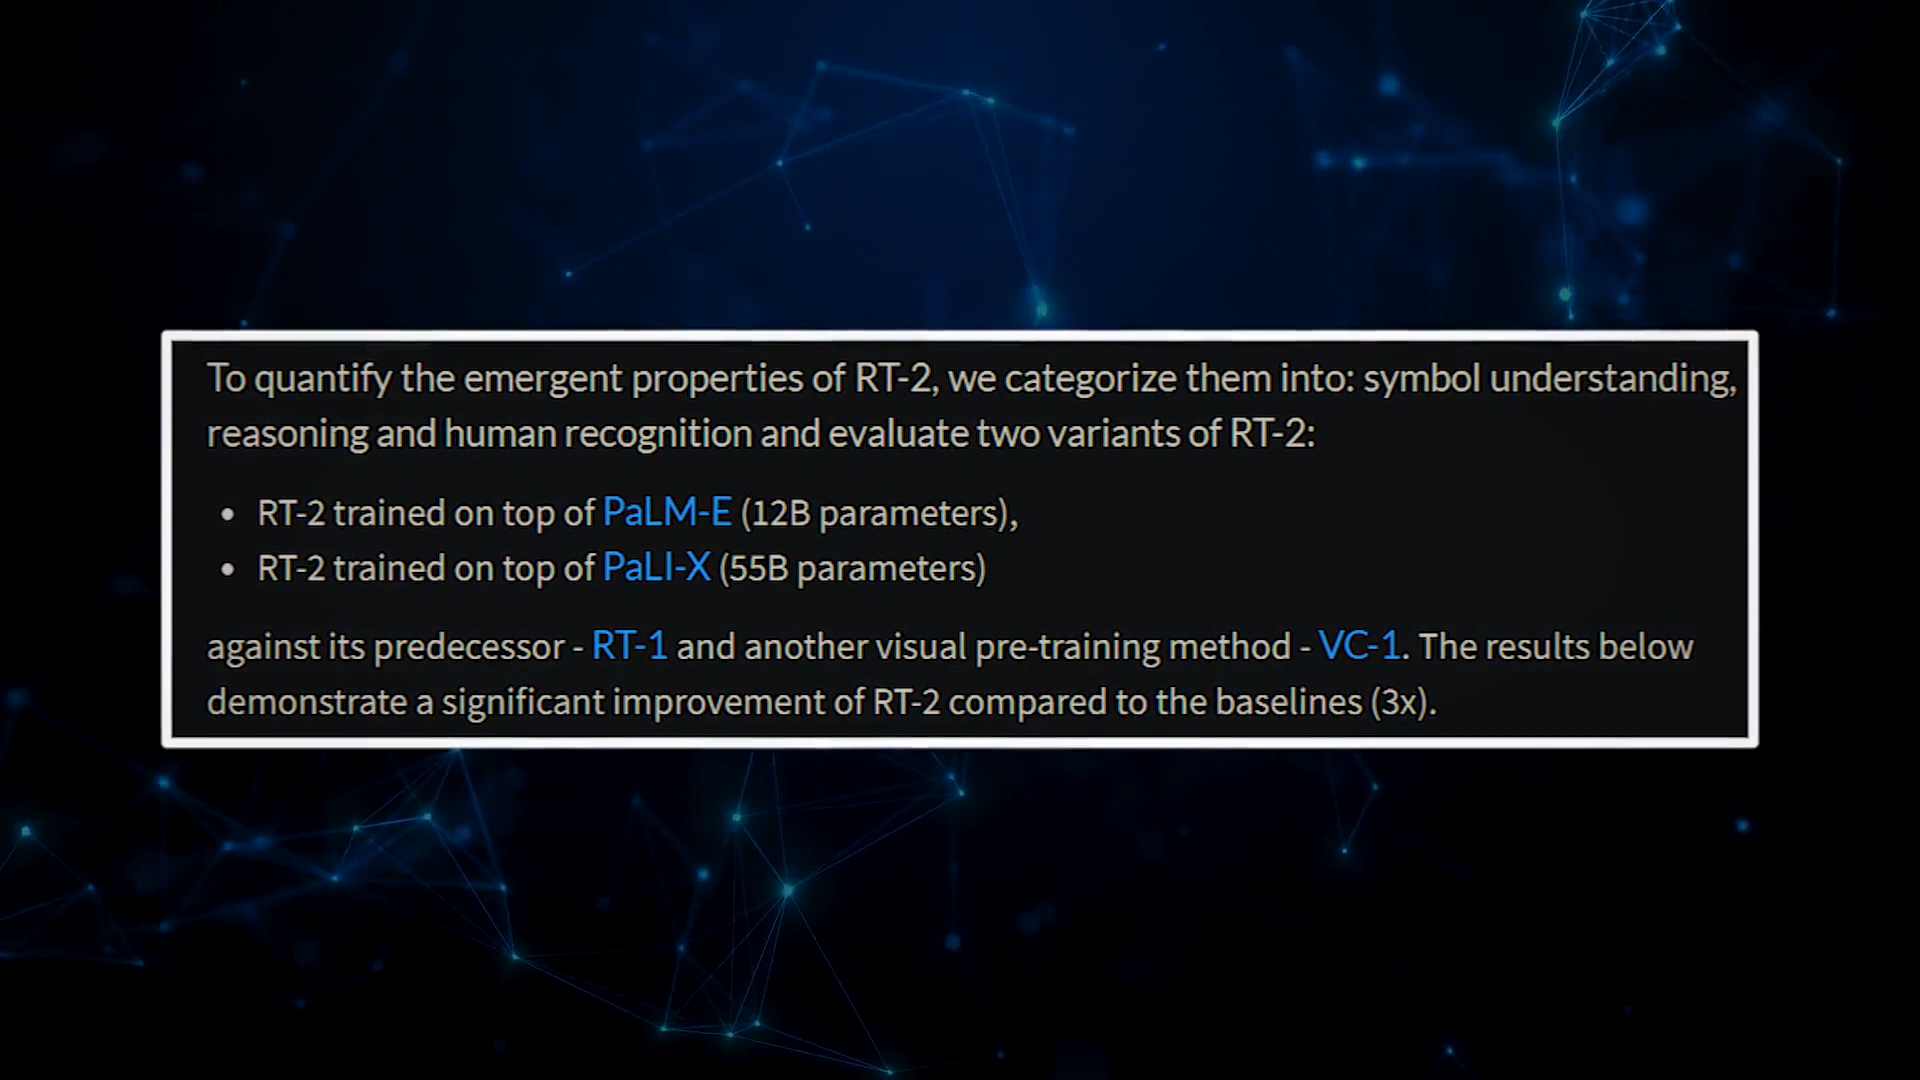 To quantify the emergent properties of RT-2, we categorize them into: symbol understanding,
reasoning and human recognition and evaluate two variants of RT-2:
• RT-2 trained on top of PaLM-E (12B parameters),
• RT-2 trained on top of PaLI-X (55B parameters)
against its predecessor - RT-1 and another visual pre-training method - VC-1. The results below
demonstrate a significant improvement of RT-2 compared to the baselines (3x).